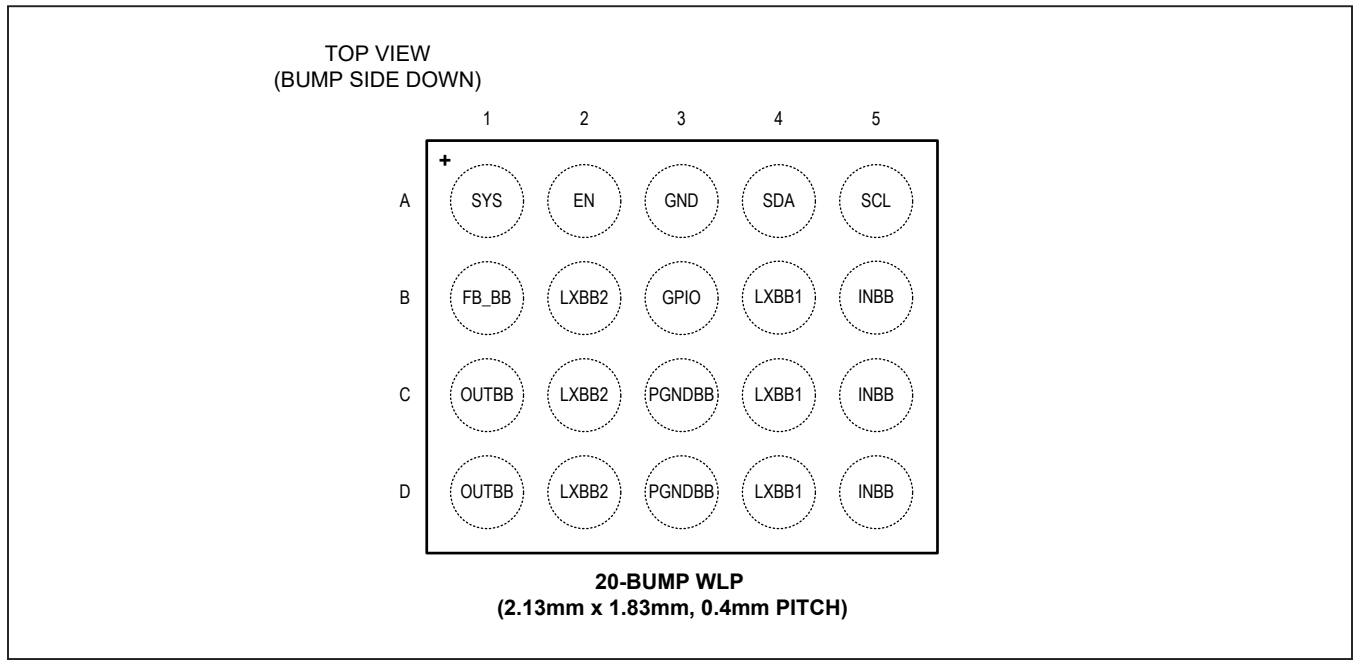 TOP VIEW
(BUMP SIDE DOWN)
1 2 3 4 5
+
A SYS EN GND SDA SCL
B FB_BB LXBB2 GPIO LXBB1 INBB
C OUTBB LXBB2 PGNDBB LXBB1 INBB
D OUTBB LXBB2 PGNDBB LXBB1 INBB
20-BUMP WLP
(2.13mm x 1.83mm, 0.4mm PITCH)